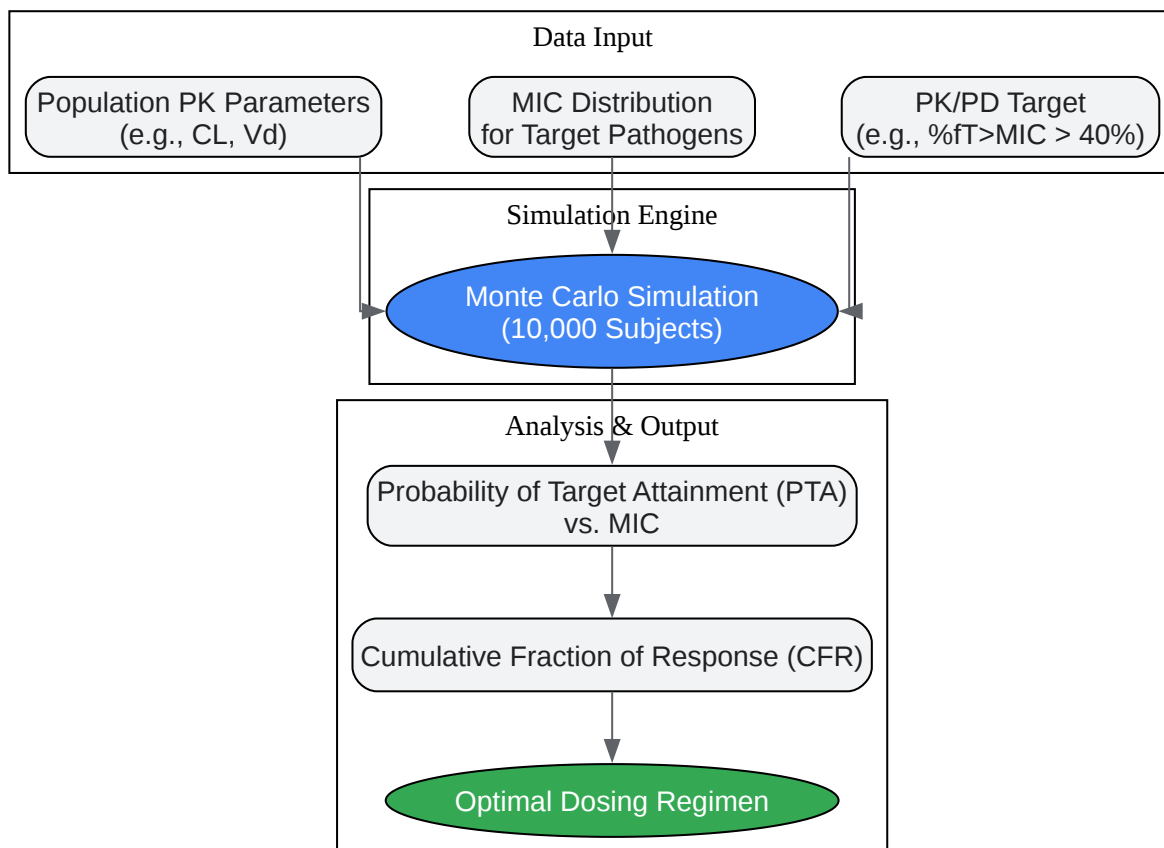 Data Input
Population PK Parameters
(e.g., CL, Vd)
MIC Distribution
for Target Pathogens
PK/PD Target
(e.g., %fT>MIC > 40%)
Simulation Engine
Monte Carlo Simulation
(10,000 Subjects)
Analysis & Output
Probability of Target Attainment (PTA)
vs. MIC
Cumulative Fraction of Response (CFR)
Optimal Dosing Regimen